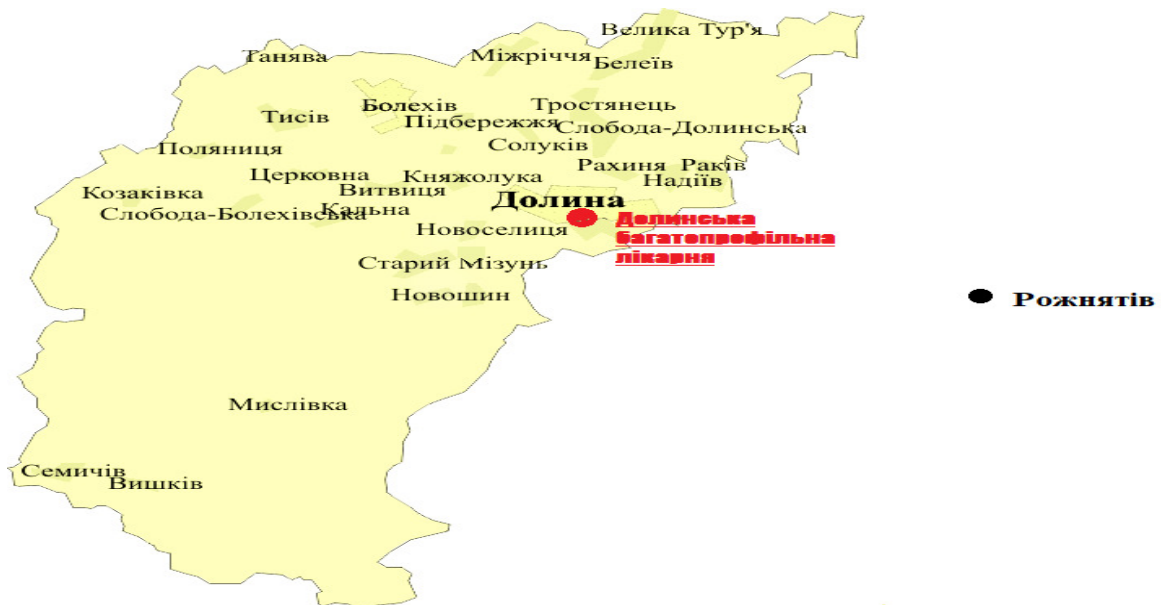 Велика Тур'я
Танява
Міжріччя
Белеїв
Болехів
Тростянець
Тисів
Підбережжя
Слобода-Долинська
Поляниця
Солуків
Рахиня
Раків
Церковна
Княжолука
Надіїв
Козаківка
Витвиця
Долина
Слобода-Болехівська
Кальна
Новоселиця
Долинська
багатопрофільна
лікарня
Старий Мізунь
Новошин
Рожнятів
Мислівка
Семичів
Вишків